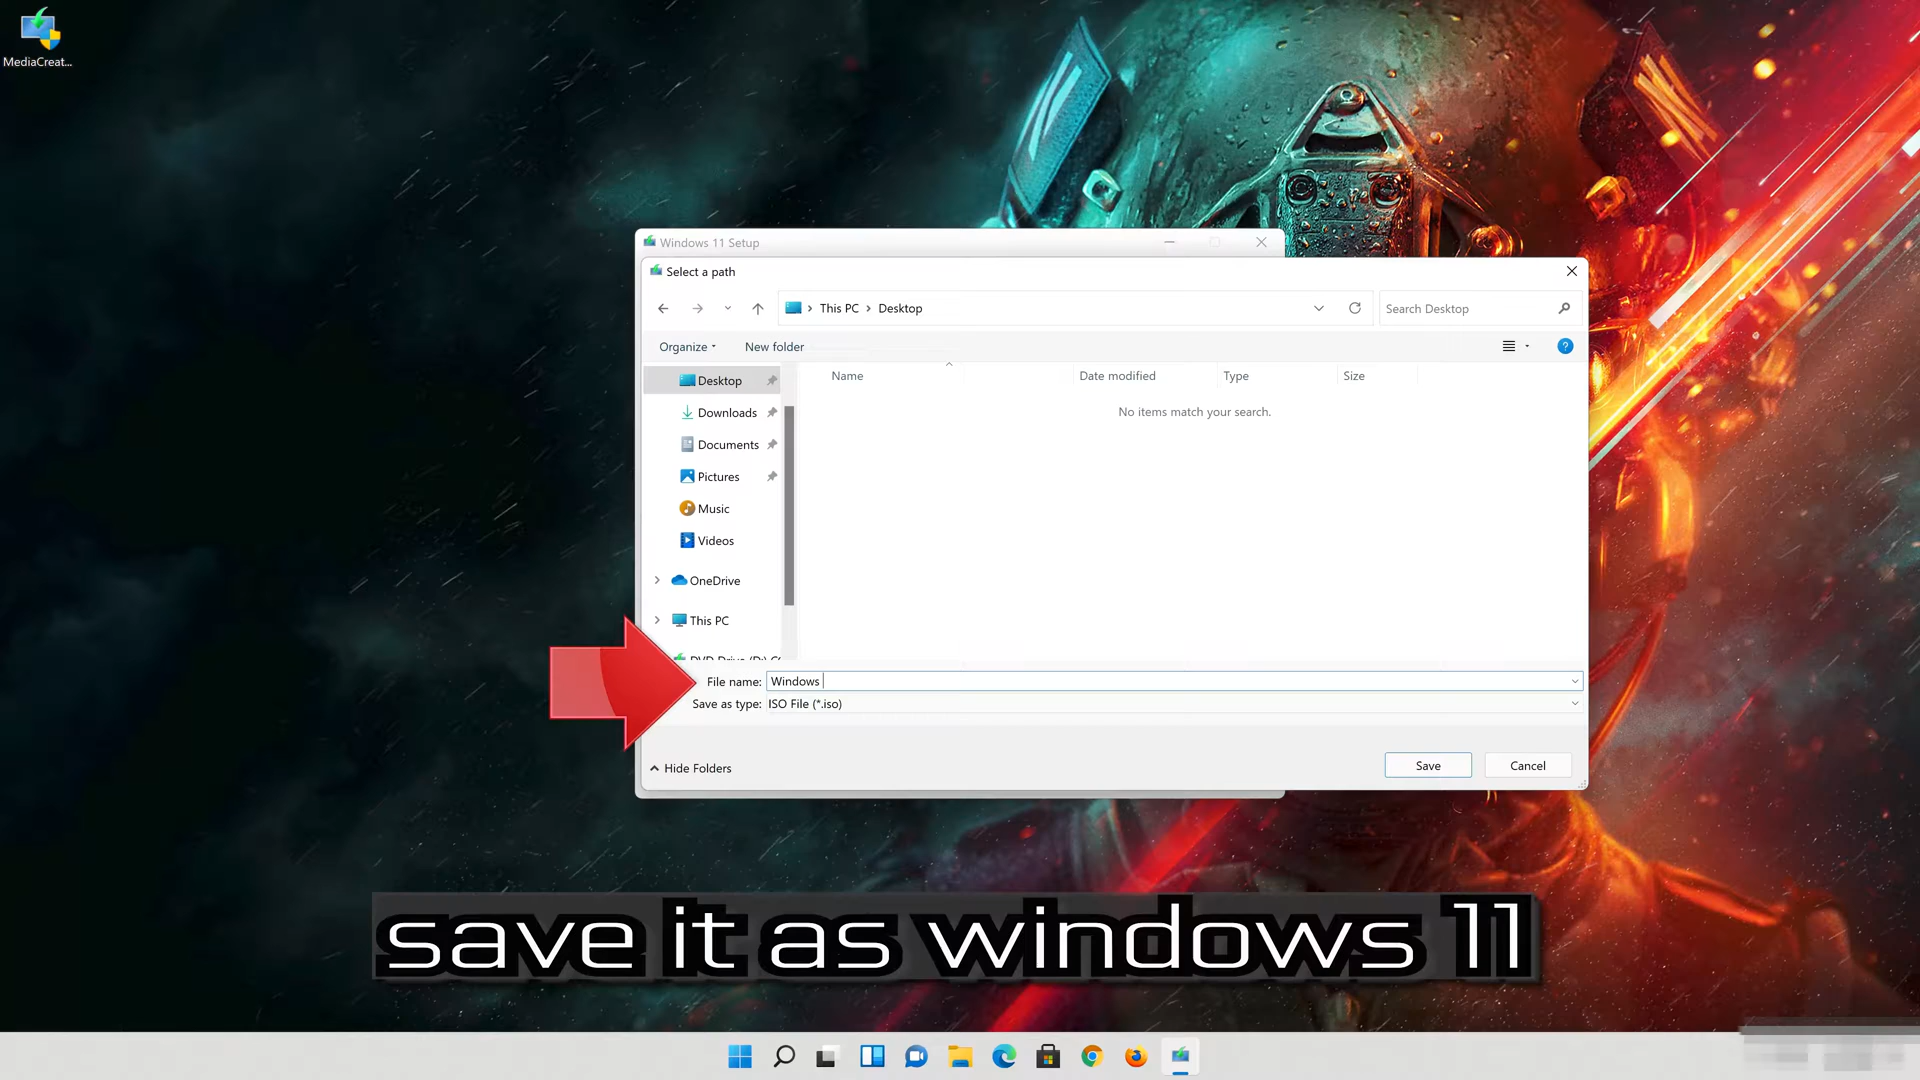 MediaCreat...
Windows 11 Setup
Select a path
This PC > Desktop
Search Desktop
Organize
New folder
Name
Date modified
Type
Size
No items match your search.
Desktop
Downloads
Documents
Pictures
Music
Videos
OneDrive
This PC
DVD Drive (D:)
File name: Windows
Save as type: ISO File (*.iso)
Hide Folders
Save
Cancel
save it as windows 11